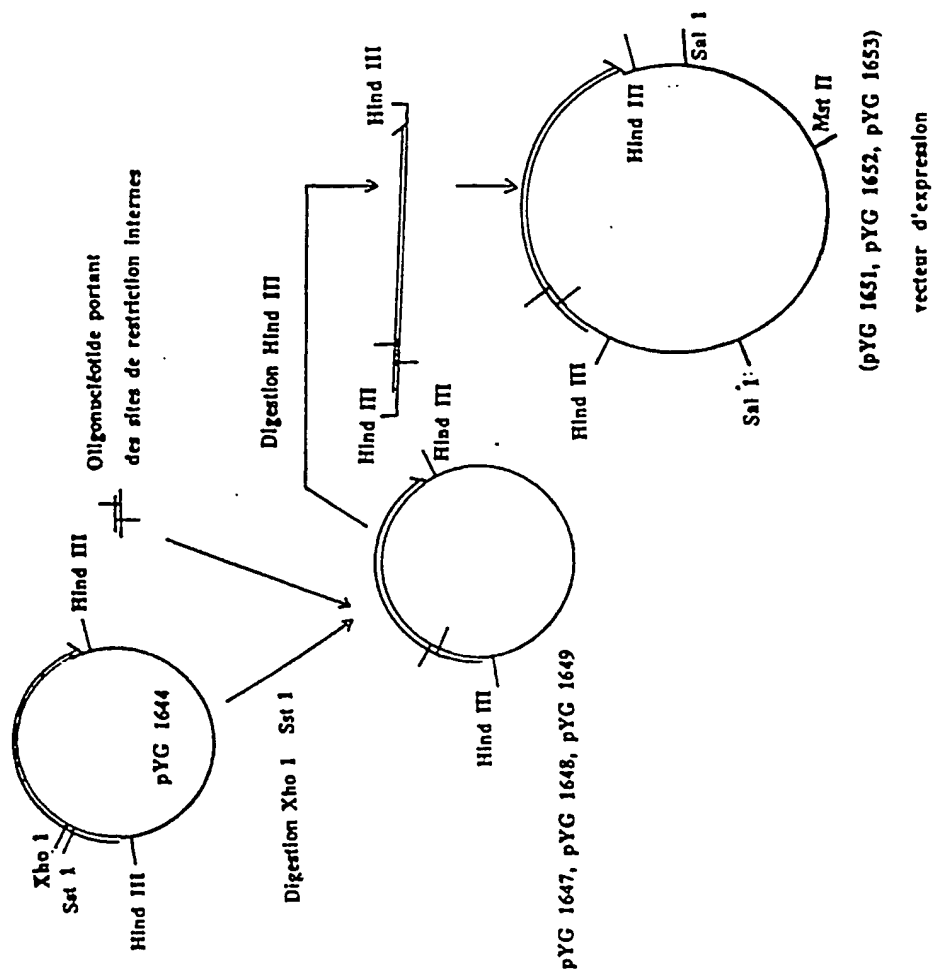 Xho 1
Sst 1
Hind III
pYG 1644
Hind III
Oligonucléotide portant
des sites de restriction internes
Digestion Xho 1 Sst 1
Hind III
Hind III
pYG 1647, pYG 1648, pYG 1649
Digestion Hind III
Hind III
Hind III
Hind III
Hind III
Sal 1
Sal 1
Mst II
(pYG 1651, pYG 1652, pYG 1653)
vecteur d'expression